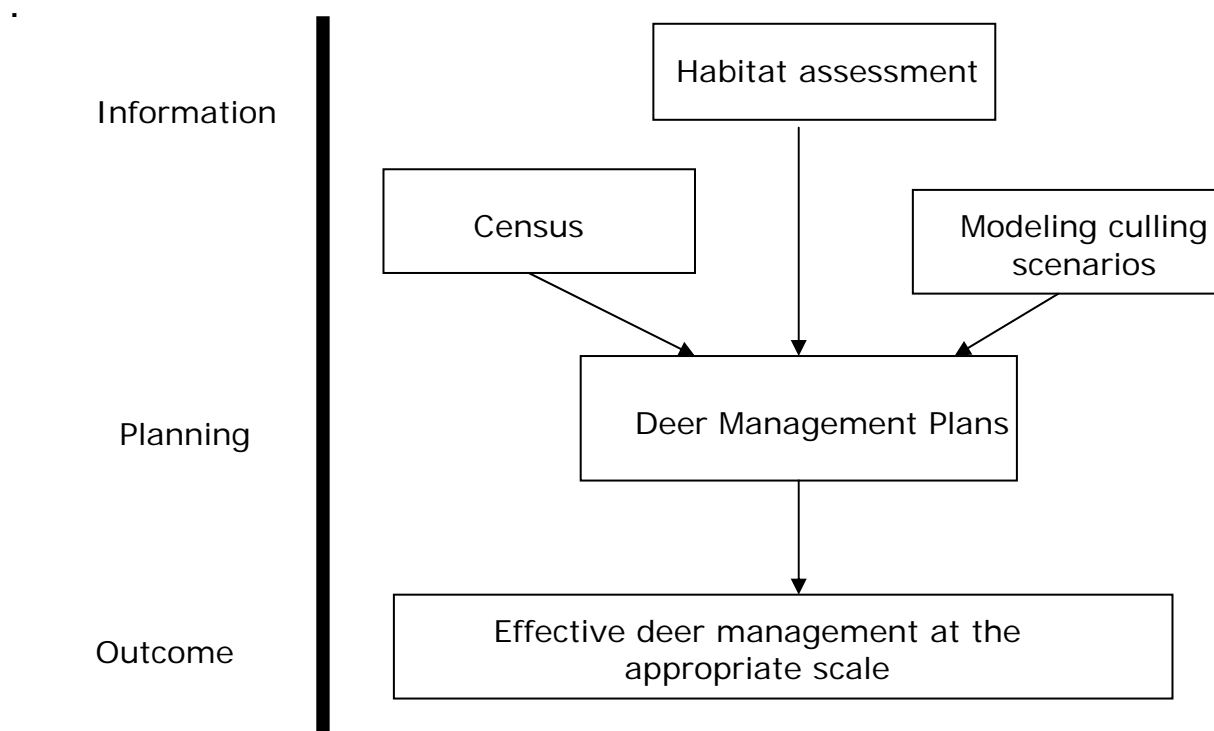 .
Habitat assessment
Information
Census
Modeling culling
scenarios
Planning
Deer Management Plans
Outcome
Effective deer management at the
appropriate scale